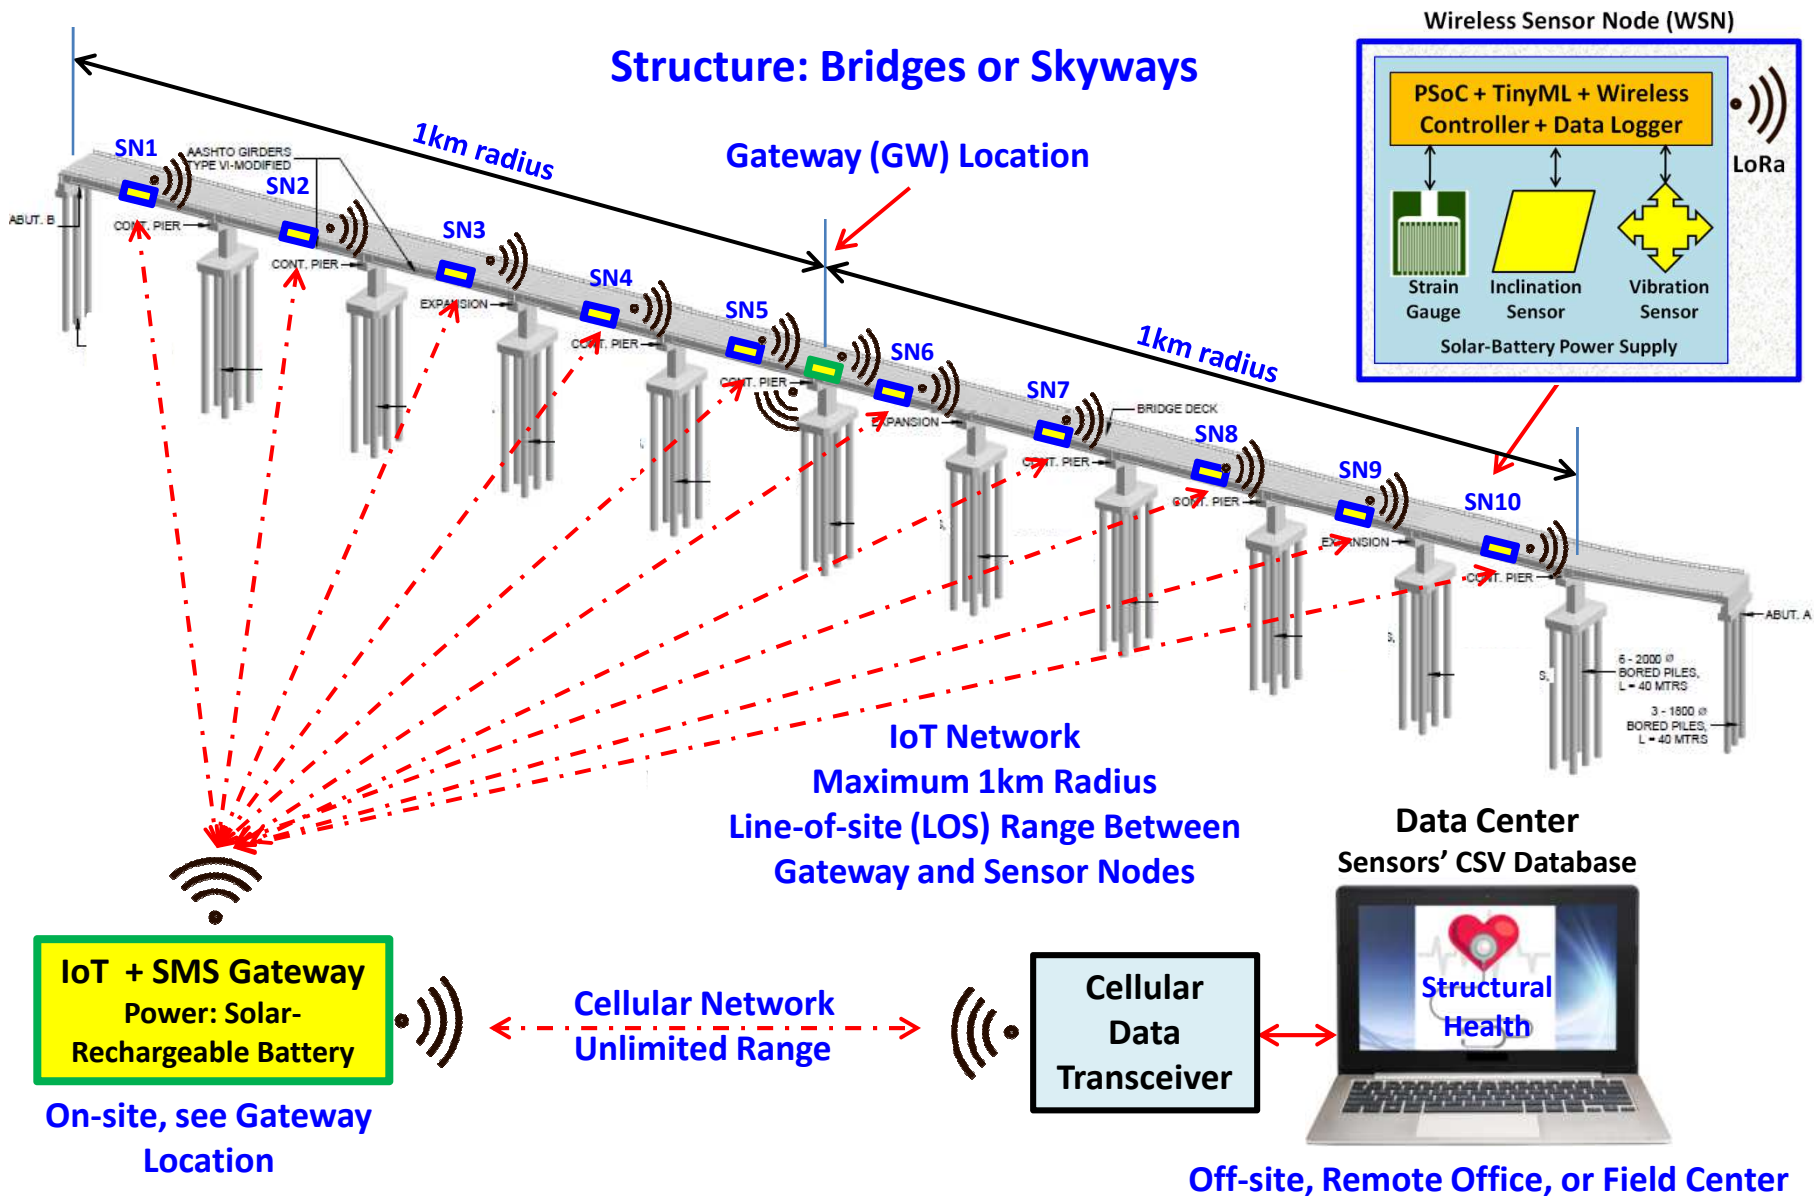 Structure: Bridges or Skyways
Wireless Sensor Node (WSN)
PSoC + TinyML + Wireless
Controller + Data Logger
LoRa
Strain
Gauge
Inclination
Sensor
Vibration
Sensor
Solar-Battery Power Supply
1km radius
Gateway (GW) Location
1km radius
SN1
SN2
SN3
SN4
SN5
SN6
SN7
SN8
SN9
SN10
AASHTO GIRDERS
TYPE VI-MODIFIED
ABUT. B
CONT. PIER
CONT. PIER
EXPANSION
CONT. PIER
CONT. PIER
EXPANSION
BRIDGE DECK
CONT. PIER
CONT. PIER
EXPANSION
CONT. PIER
ABUT. A
S,
S,
6 - 2000 Ø
BORED PILES,
L = 40 MTRS
3 - 1800 Ø
BORED PILES,
L = 40 MTRS
IoT Network
Maximum 1km Radius
Line-of-site (LOS) Range Between
Gateway and Sensor Nodes
Data Center
Sensors’ CSV Database
Structural
Health
IoT + SMS Gateway
Power: Solar-
Rechargeable Battery
On-site, see Gateway
Location
Cellular Network
Unlimited Range
Cellular
Data
Transceiver
Off-site, Remote Office, or Field Center